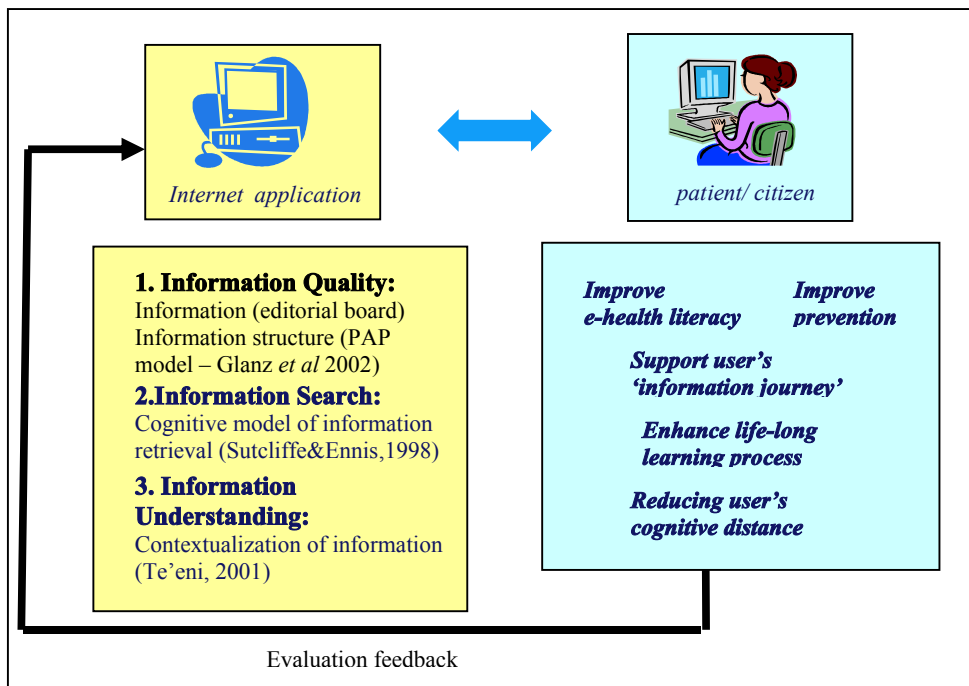 Internet application
patient/ citizen
1. Information Quality:
Information (editorial board)
Information structure (PAP
model – Glanz et al 2002)
2.Information Search:
Cognitive model of information
retrieval (Sutcliffe&Ennis,1998)
3. Information
Understanding:
Contextualization of information
(Te’eni, 2001)
Improve
e-health literacy
Improve
prevention
Support user’s
‘information journey’
Enhance life-long
learning process
Reducing user’s
cognitive distance
Evaluation feedback